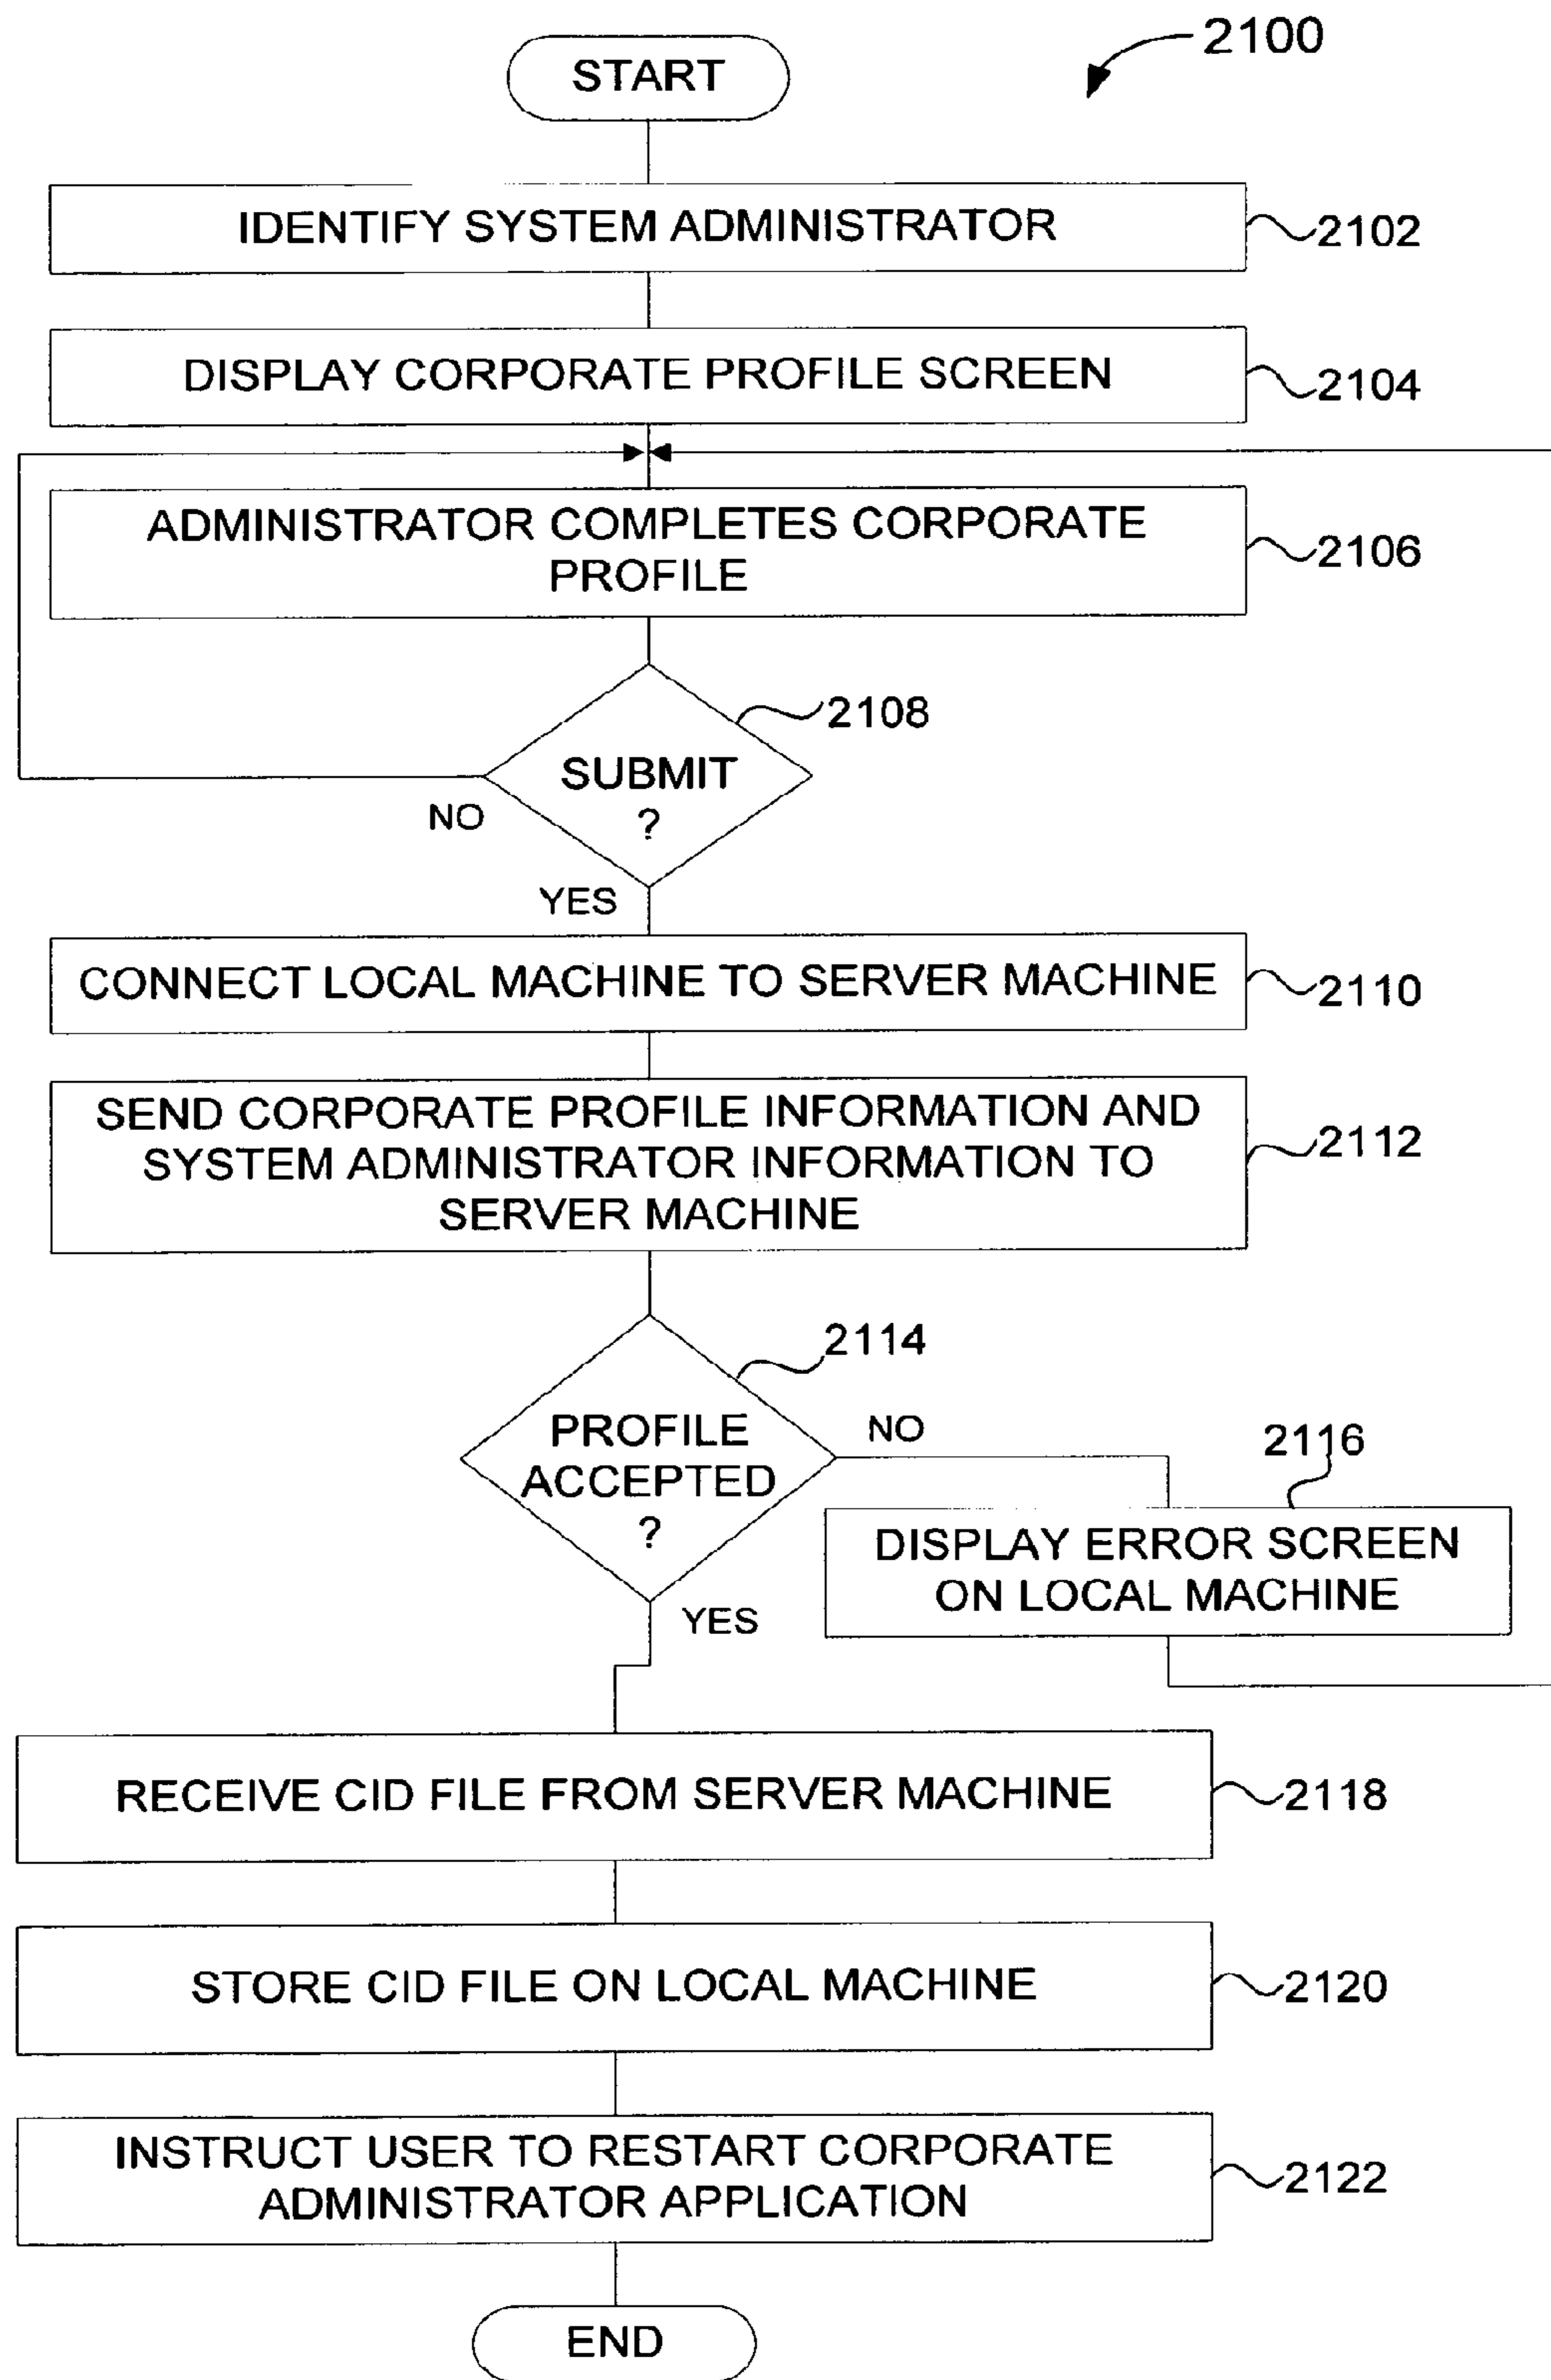 2100
START
IDENTIFY SYSTEM ADMINISTRATOR
2102
DISPLAY CORPORATE PROFILE SCREEN
2104
ADMINISTRATOR COMPLETES CORPORATE
PROFILE
2106
2108
SUBMIT
?
NO
YES
CONNECT LOCAL MACHINE TO SERVER MACHINE
2110
SEND CORPORATE PROFILE INFORMATION AND
SYSTEM ADMINISTRATOR INFORMATION TO
SERVER MACHINE
2112
2114
PROFILE
ACCEPTED
?
NO
YES
2116
DISPLAY ERROR SCREEN
ON LOCAL MACHINE
RECEIVE CID FILE FROM SERVER MACHINE
2118
STORE CID FILE ON LOCAL MACHINE
2120
INSTRUCT USER TO RESTART CORPORATE
ADMINISTRATOR APPLICATION
2122
END